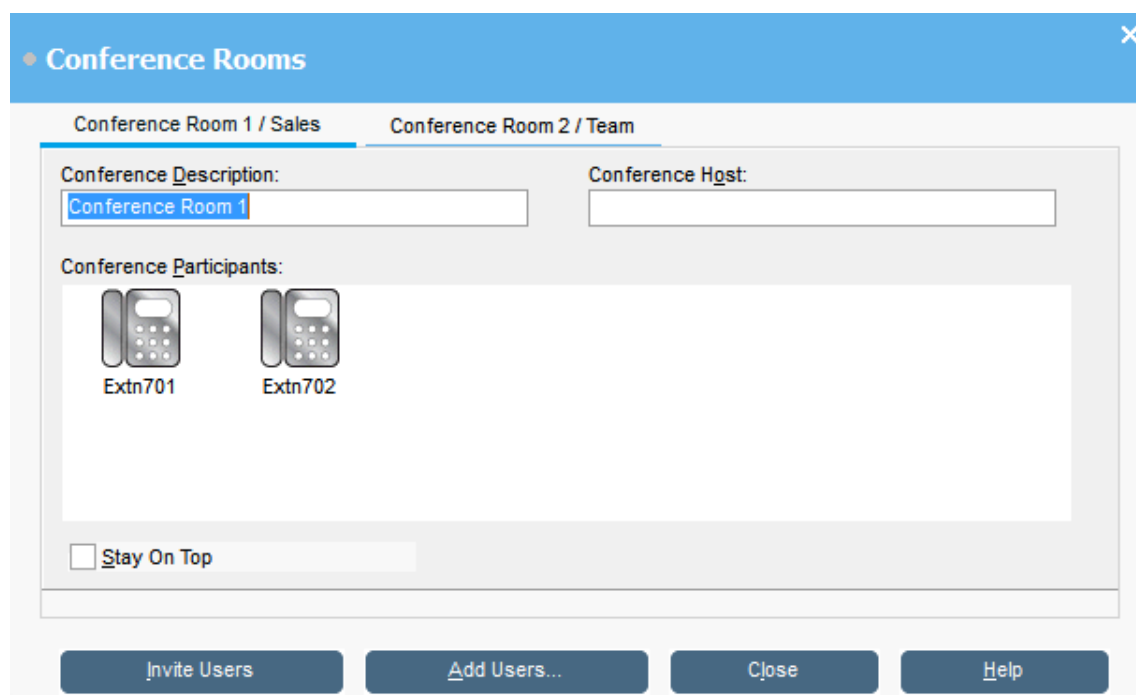 Conference Rooms
Conference Room 1 / Sales
Conference Room 2 / Team
Conference Description:
Conference Host:
Conference Room 1
Conference Participants:
Extn701
Extn702
Stay On Top
Invite Users
Add Users...
Close
Help